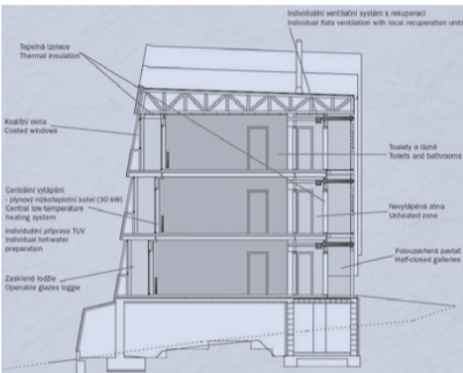 Individuální ventilační systém s rekuperací
Individual flats ventilation with local recuperation units
Tepelná izolace
Thermal insulation
Kvalitní okna
Coated windows
Toalety a lázně
Toilets and bathrooms
Centrální vytápění
- plynový nízkoteplotní kotel (30 kW)
Central low-temperature
heating system
Individuální příprava TUV
Individual hot-water
preparation
Nevytápěná zóna
Unheated zone
Polouzavřená pavlač
Half-closed galleries
Zasklené lodžie
Openable glazes loggie